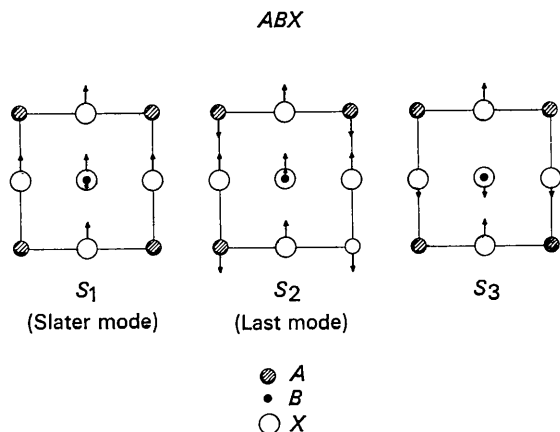 ABX
S1 S2 S3
(Slater mode) (Last mode)
A
B
X